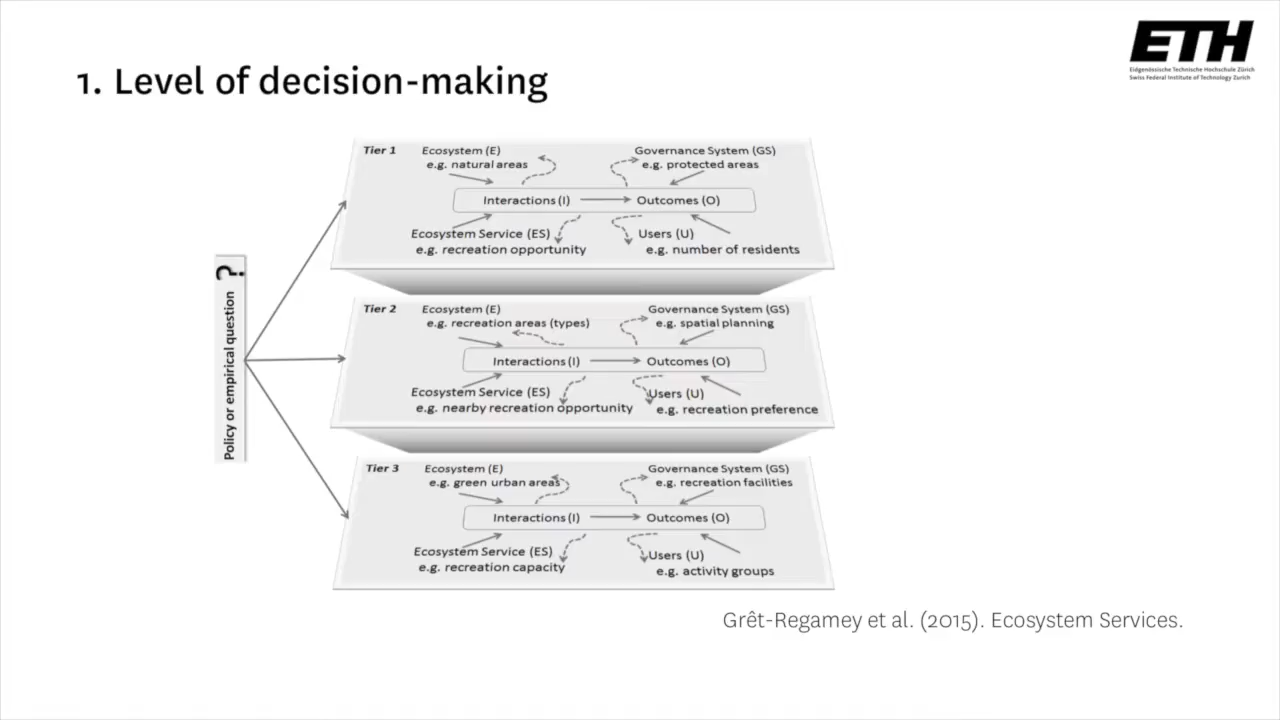 ETH
Eidgenössische Technische Hochschule Zürich
Swiss Federal Institute of Technology Zurich
1. Level of decision-making
Policy or empirical question ?
Tier 1
Ecosystem (E)
e.g. natural areas
Governance System (GS)
e.g. protected areas
Interactions (I)
Outcomes (O)
Ecosystem Service (ES)
e.g. recreation opportunity
Users (U)
e.g. number of residents
Tier 2
Ecosystem (E)
e.g. recreation areas (types)
Governance System (GS)
e.g. spatial planning
Interactions (I)
Outcomes (O)
Ecosystem Service (ES)
e.g. nearby recreation opportunity
Users (U)
e.g. recreation preference
Tier 3
Ecosystem (E)
e.g. green urban areas
Governance System (GS)
e.g. recreation facilities
Interactions (I)
Outcomes (O)
Ecosystem Service (ES)
e.g. recreation capacity
Users (U)
e.g. activity groups
Grêt-Regamey et al. (2015). Ecosystem Services.